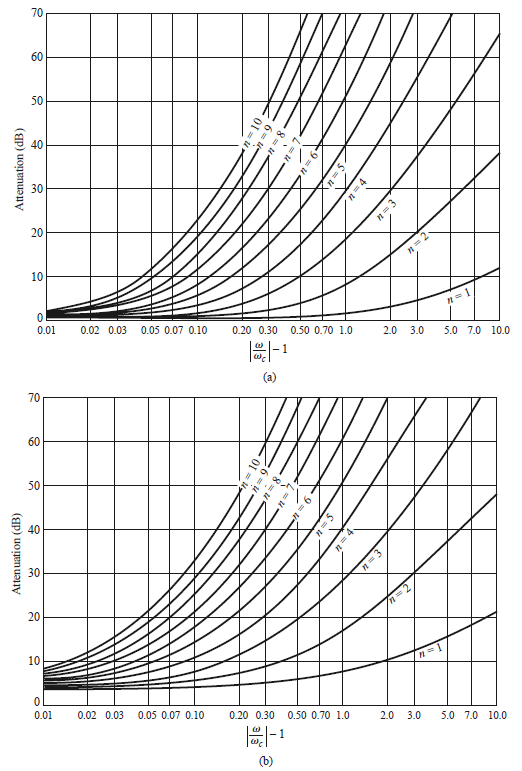 70
60
50
40
30
20
10
0
Attenuation (dB)
n = 10
n = 9
n = 8
n = 7
n = 6
n = 5
n = 4
n = 3
n = 2
n = 1
0.01 0.02 0.03 0.05 0.07 0.10 0.20 0.30 0.50 0.70 1.0 2.0 3.0 5.0 7.0 10.0
|ω/ωc| − 1
(a)
70
60
50
40
30
20
10
0
Attenuation (dB)
n = 10
n = 9
n = 8
n = 7
n = 6
n = 5
n = 4
n = 3
n = 2
n = 1
0.01 0.02 0.03 0.05 0.07 0.10 0.20 0.30 0.50 0.70 1.0 2.0 3.0 5.0 7.0 10.0
|ω/ωc| − 1
(b)